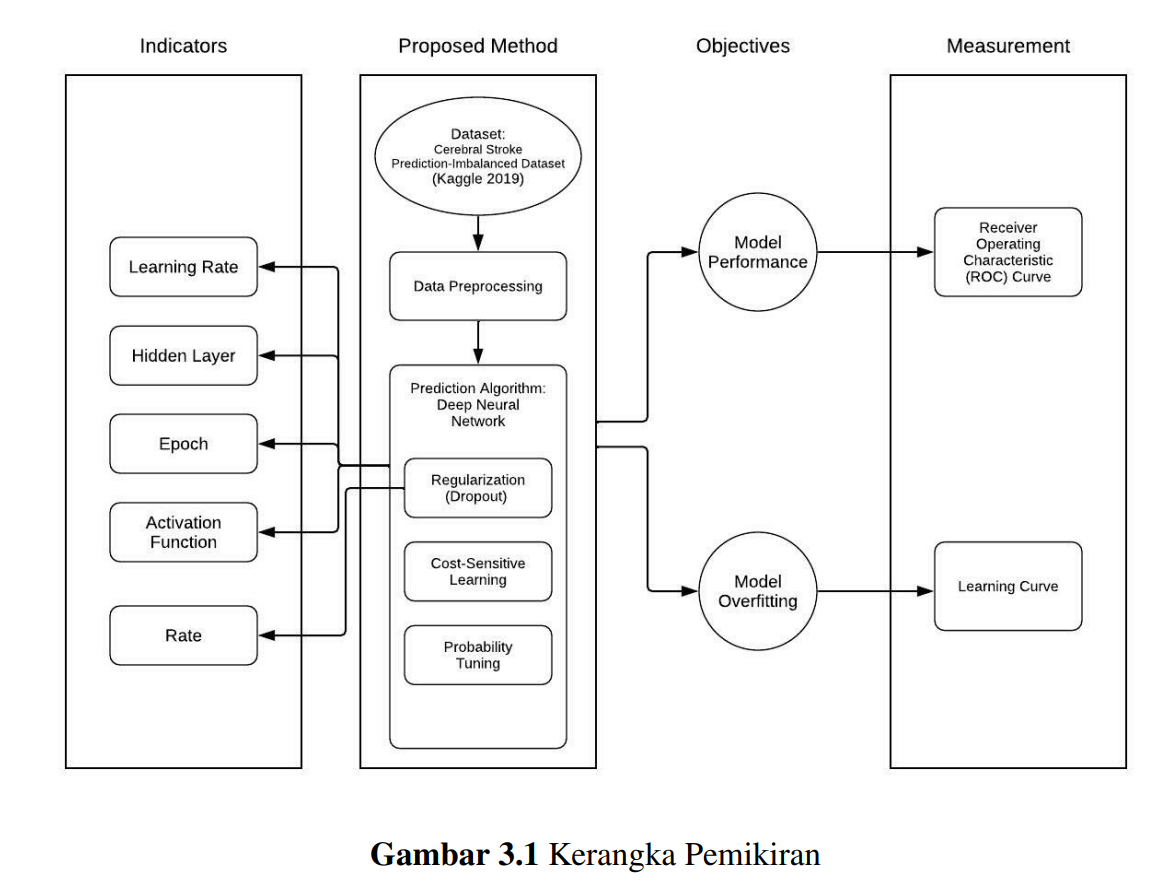 Indicators
Proposed Method
Objectives
Measurement
Learning Rate
Hidden Layer
Epoch
Activation
Function
Rate
Dataset:
Cerebral Stroke
Prediction-Imbalanced Dataset
(Kaggle 2019)
Data Preprocessing
Prediction Algorithm:
Deep Neural
Network
Regularization
(Dropout)
Cost-Sensitive
Learning
Probability
Tuning
Model
Performance
Model
Overfitting
Receiver
Operating
Characteristic
(ROC) Curve
Learning Curve
Gambar 3.1 Kerangka Pemikiran